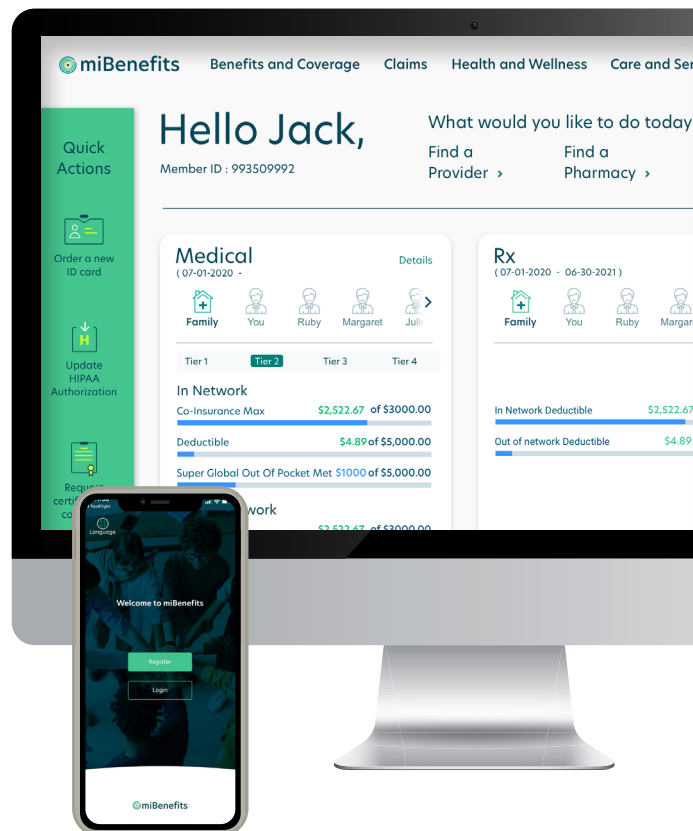 miBenefits
Benefits and Coverage
Claims
Health and Wellness
Care and
Quick
Actions
Order a new
ID card
Update
HIPAA
Authorization
Hello Jack,
Member ID : 993509992
What would you like to do today
Find a
Provider ›
Find a
Pharmacy ›
Medical
( 07-01-2020 -
Details
Family
You
Ruby
Margaret
Tier 1
Tier 2
Tier 3
Tier 4
In Network
Co-Insurance Max $2,522.67 of $3000.00
Deductible $4.89 of $5,000.00
Super Global Out Of Pocket Met $1000 of $5,000.00
$2,522.67 of $3000.00
Rx
( 07-01-2020 - 06-30-2021 )
Family
You
Ruby
In Network Deductible $2,522.67
Out of network Deductible $4.89
TestFlight
Language
Welcome to miBenefits
Register
Login
miBenefits